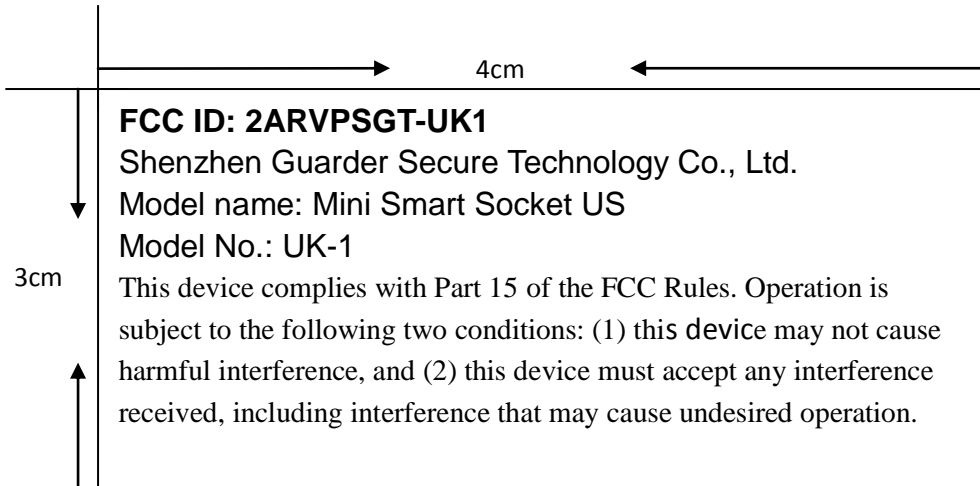 4cm
FCC ID: 2ARVPSGT-UK1
Shenzhen Guarder Secure Technology Co., Ltd.
Model name: Mini Smart Socket US
Model No.: UK-1
3cm
This device complies with Part 15 of the FCC Rules. Operation is
subject to the following two conditions: (1) this device may not cause
harmful interference, and (2) this device must accept any interference
received, including interference that may cause undesired operation.